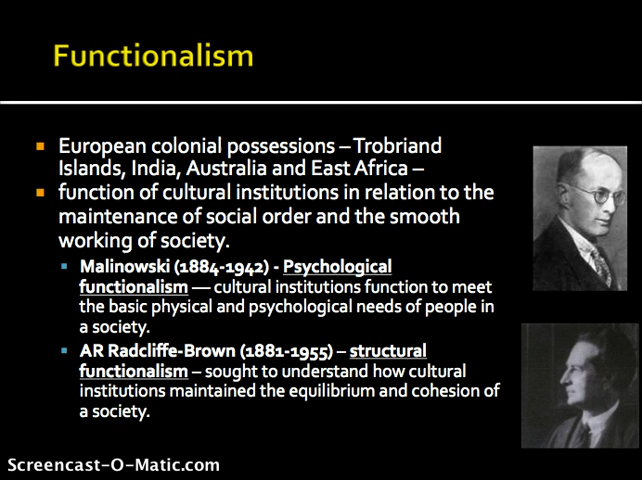 Functionalism
European colonial possessions – Trobriand
Islands, India, Australia and East Africa –
function of cultural institutions in relation to the
maintenance of social order and the smooth
working of society.
Malinowski (1884-1942) - Psychological
functionalism — cultural institutions function to meet
the basic physical and psychological needs of people in
a society.
AR Radcliffe-Brown (1881-1955) – structural
functionalism – sought to understand how cultural
institutions maintained the equilibrium and cohesion of
a society.
Screencast-O-Matic.com